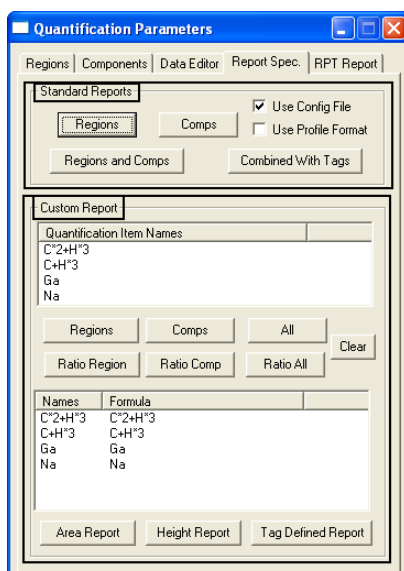 Quantification Parameters
Regions Components Data Editor Report Spec. RPT Report
Standard Reports
Regions Comps Use Config File
Use Profile Format
Regions and Comps Combined With Tags
Custom Report
Quantification Item Names
C*2+H*3
C+H*3
Ga
Na
Regions Comps All
Clear
Ratio Region Ratio Comp Ratio All
Names Formula
C*2+H*3 C*2+H*3
C+H*3 C+H*3
Ga Ga
Na Na
Area Report Height Report Tag Defined Report